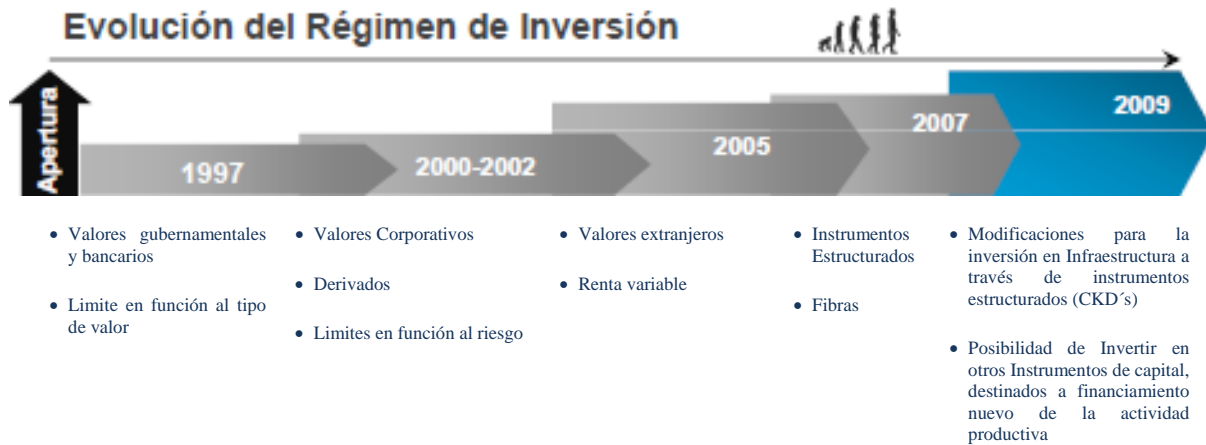 Evolución del Régimen de Inversión
Apertura
1997
2000-2002
2005
2007
2009
• Valores gubernamentales
y bancarios
• Limite en función al tipo
de valor
• Valores Corporativos
• Derivados
• Limites en función al riesgo
• Valores extranjeros
• Renta variable
• Instrumentos
Estructurados
• Fibras
• Modificaciones para la
inversión en Infraestructura a
través de instrumentos
estructurados (CKD´s)
• Posibilidad de Invertir en
otros Instrumentos de capital,
destinados a financiamiento
nuevo de la actividad
productiva